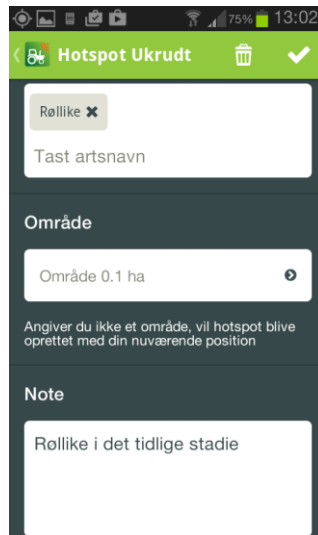 75% 13:02
Hotspot Ukrudt
Røllike ✖
Tast artsnavn
Område
Område 0.1 ha
Angiver du ikke et område, vil hotspot blive
oprettet med din nuværende position
Note
Røllike i det tidlige stadie